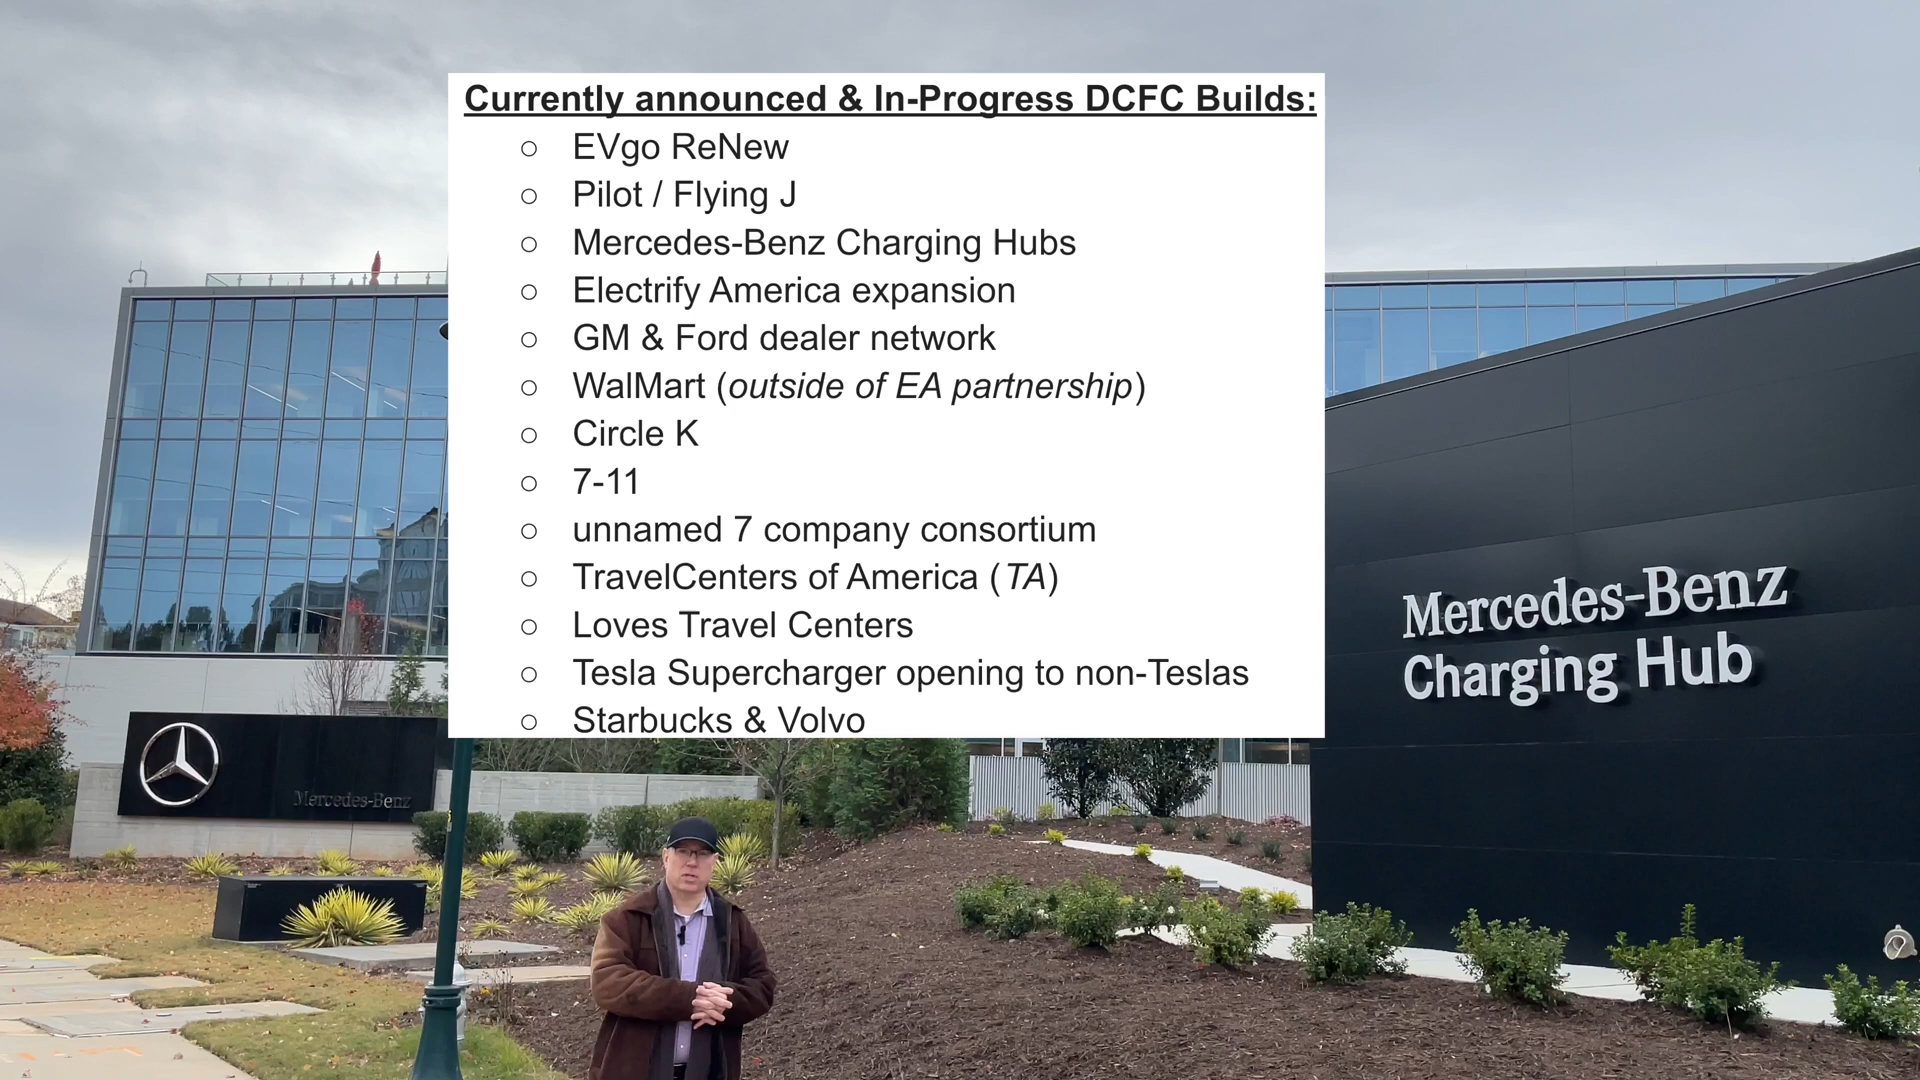 Currently announced & In-Progress DCFC Builds:
○ EVgo ReNew
○ Pilot / Flying J
○ Mercedes-Benz Charging Hubs
○ Electrify America expansion
○ GM & Ford dealer network
○ WalMart (outside of EA partnership)
○ Circle K
○ 7-11
○ unnamed 7 company consortium
○ TravelCenters of America (TA)
○ Loves Travel Centers
○ Tesla Supercharger opening to non-Teslas
○ Starbucks & Volvo
Mercedes-Benz
Charging Hub
Mercedes-Benz